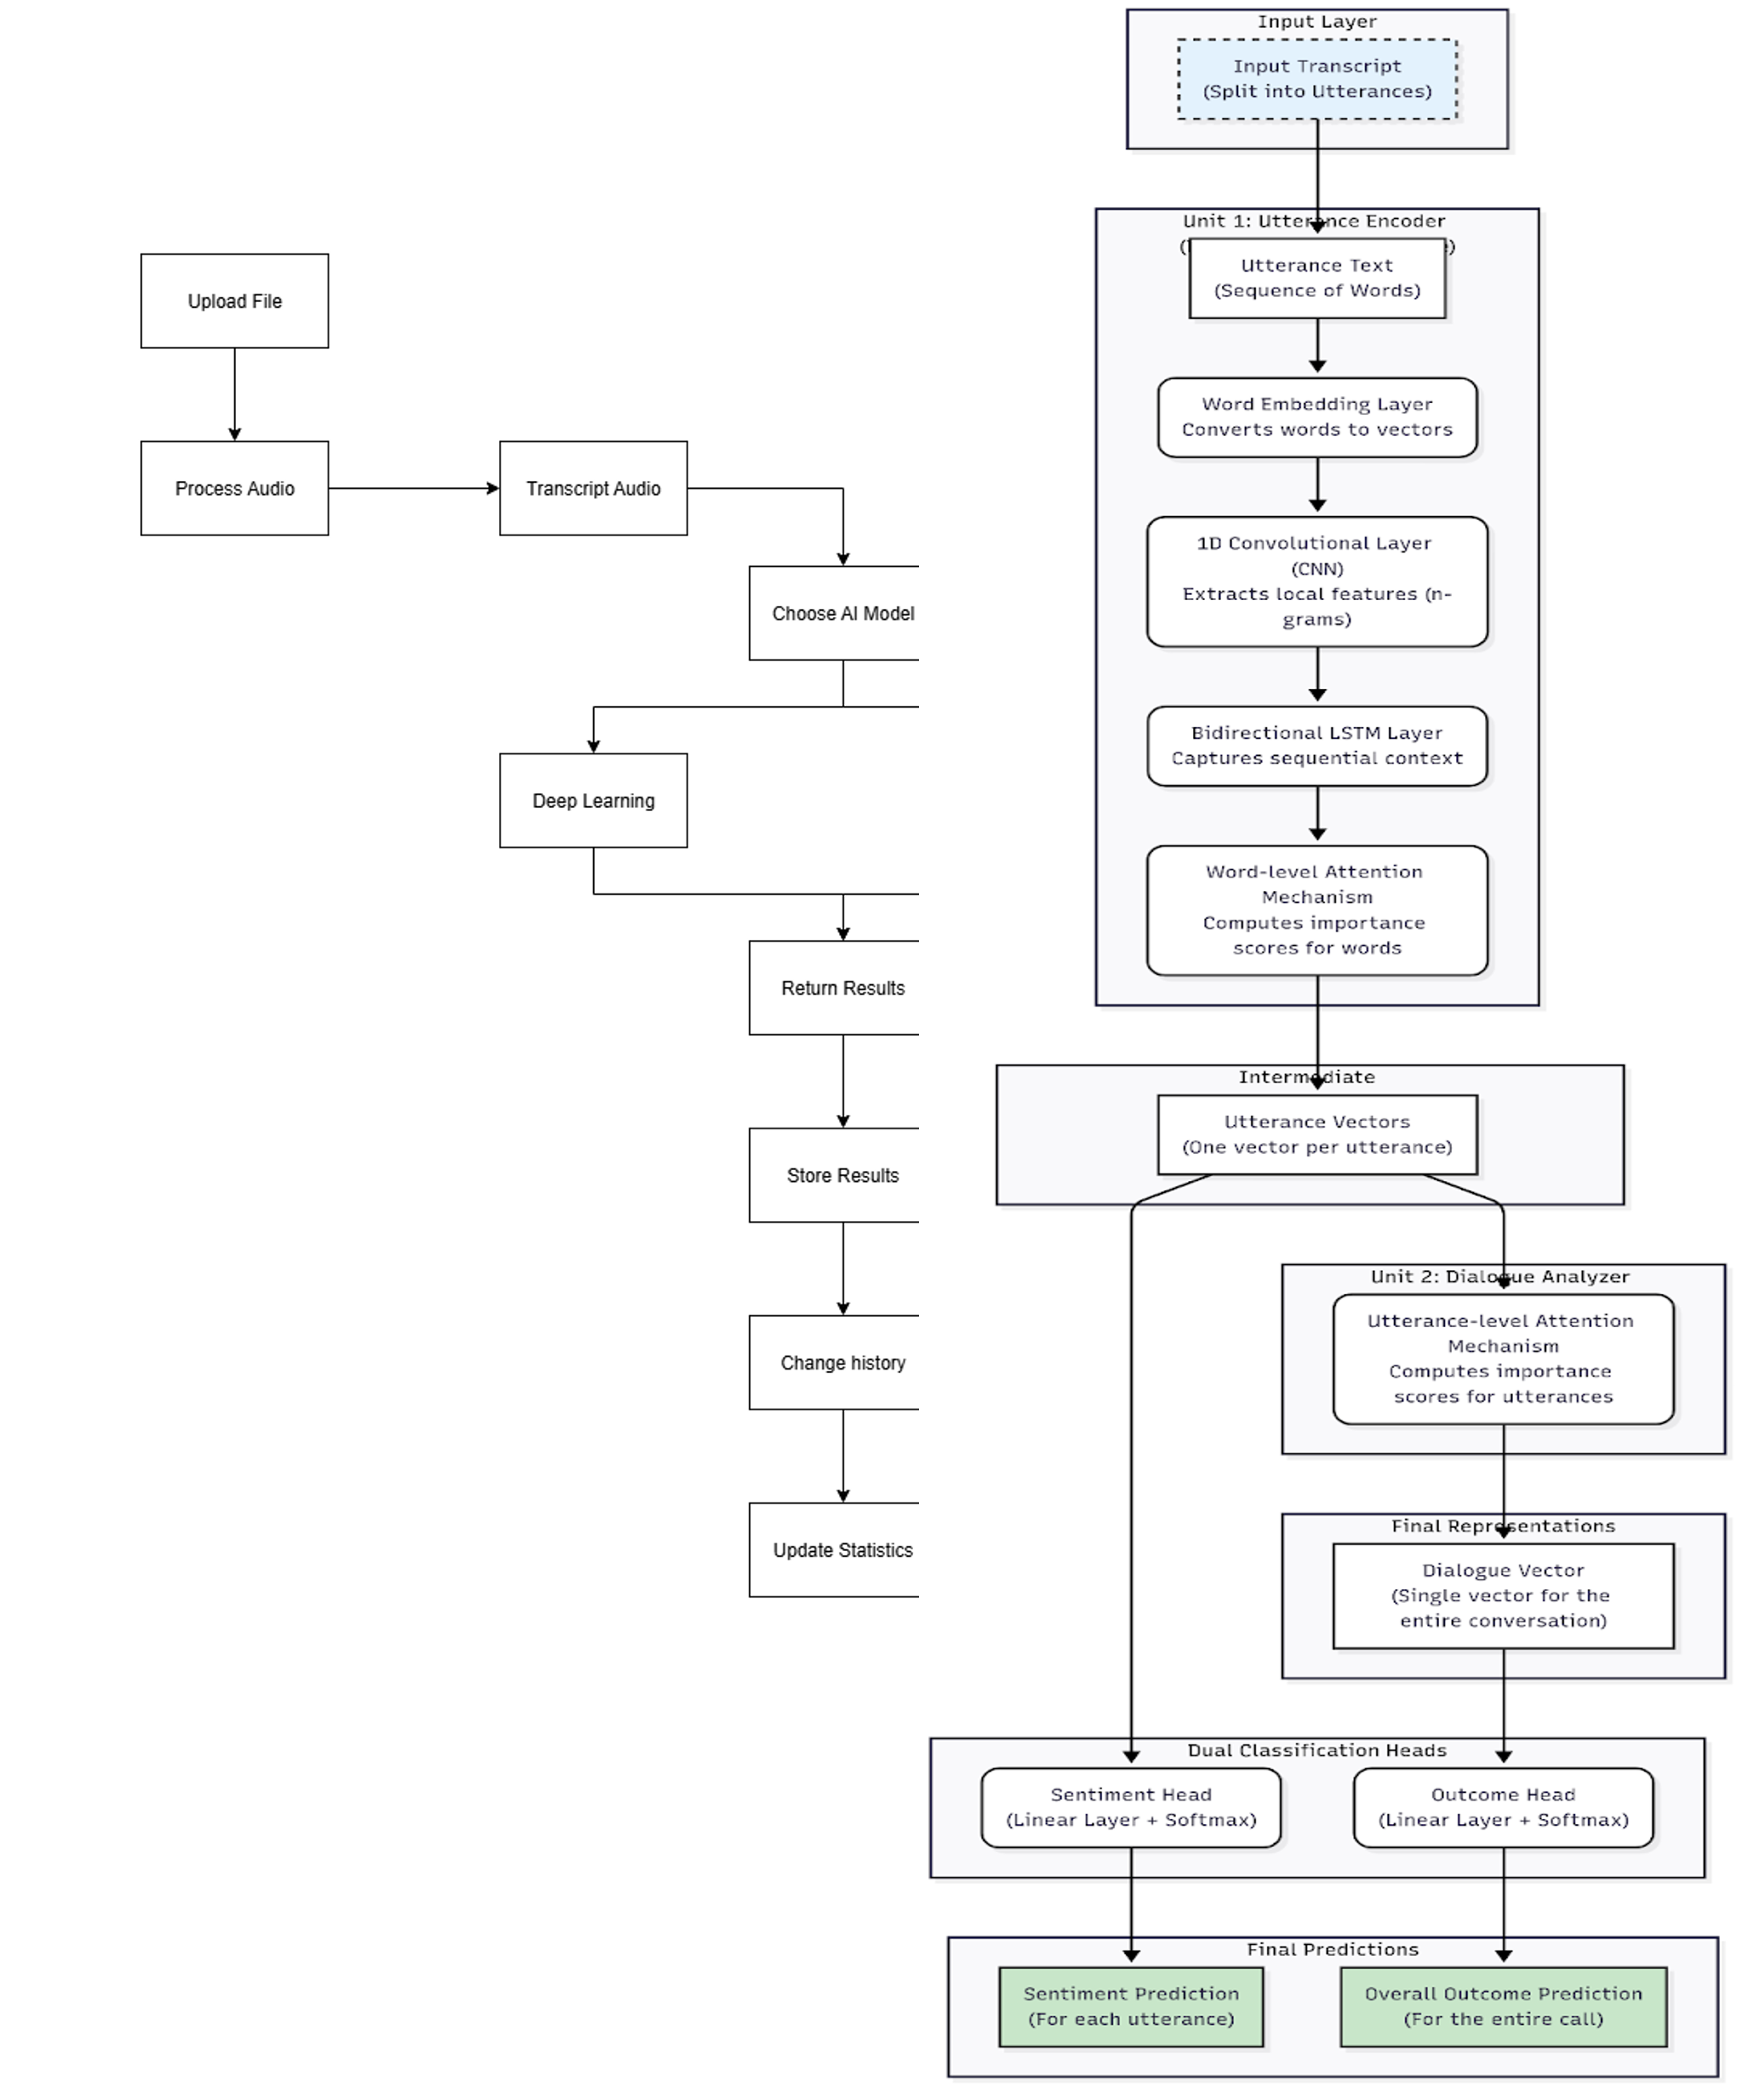 Upload File
Process Audio
Transcript Audio
Choose AI Model
Deep Learning
Return Results
Store Results
Change history
Update Statistics
Input Layer
Input Transcript
(Split into Utterances)
Unit 1: Utterance Encoder
Utterance Text
(Sequence of Words)
Word Embedding Layer
Converts words to vectors
1D Convolutional Layer
(CNN)
Extracts local features (n-
grams)
Bidirectional LSTM Layer
Captures sequential context
Word-level Attention
Mechanism
Computes importance
scores for words
Intermediate
Utterance Vectors
(One vector per utterance)
Unit 2: Dialogue Analyzer
Utterance-level Attention
Mechanism
Computes importance
scores for utterances
Final Representations
Dialogue Vector
(Single vector for the
entire conversation)
Dual Classification Heads
Sentiment Head
(Linear Layer + Softmax)
Outcome Head
(Linear Layer + Softmax)
Final Predictions
Sentiment Prediction
(For each utterance)
Overall Outcome Prediction
(For the entire call)